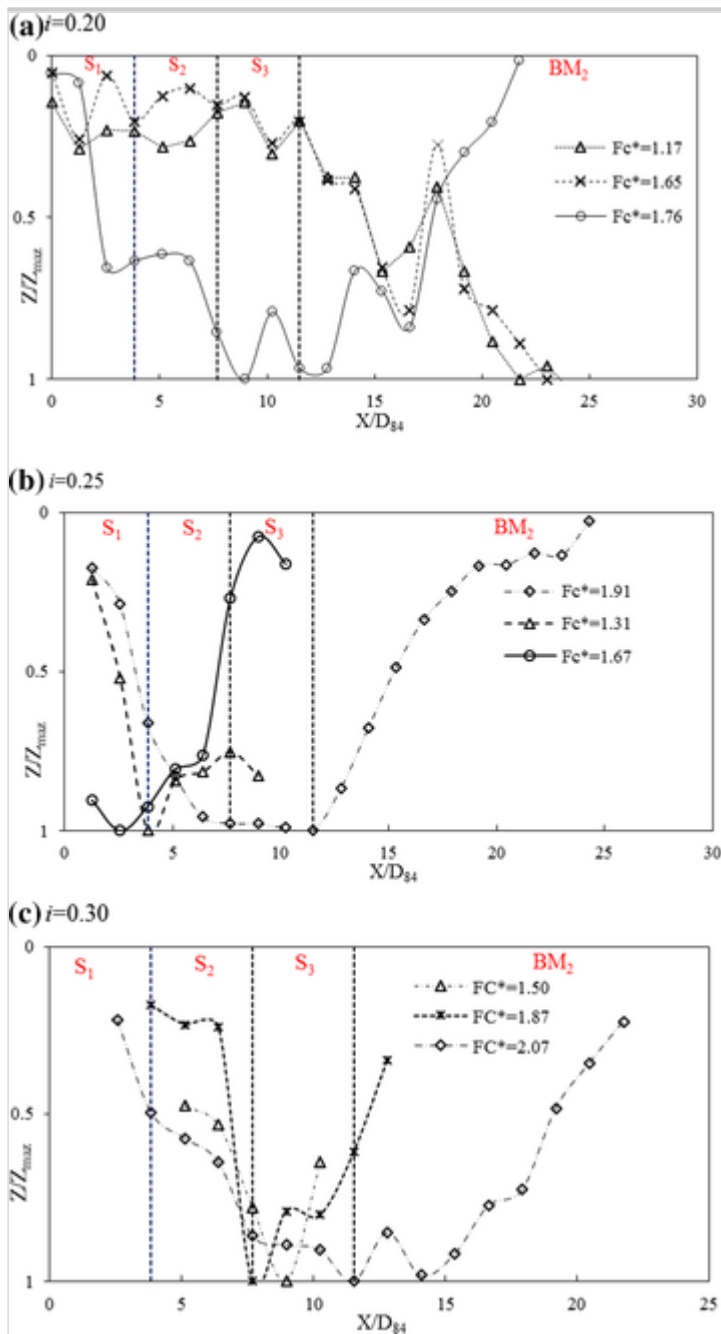 (a) i=0.20
0
S1 S2 S3 BM2
Fc*=1.17
Fc*=1.65
Fc*=1.76
0.5
Z/Zmaz
1
0 5 10 15 20 25 30
X/D84
(b) i=0.25
0
S1 S2 S3 BM2
Fc*=1.91
Fc*=1.31
Fc*=1.67
0.5
Z/Zmaz
1
0 5 10 15 20 25 30
X/D84
(c) i=0.30
0
S1 S2 S3 BM2
FC*=1.50
FC*=1.87
FC*=2.07
0.5
Z/Zmaz
1
0 5 10 15 20 25
X/D84